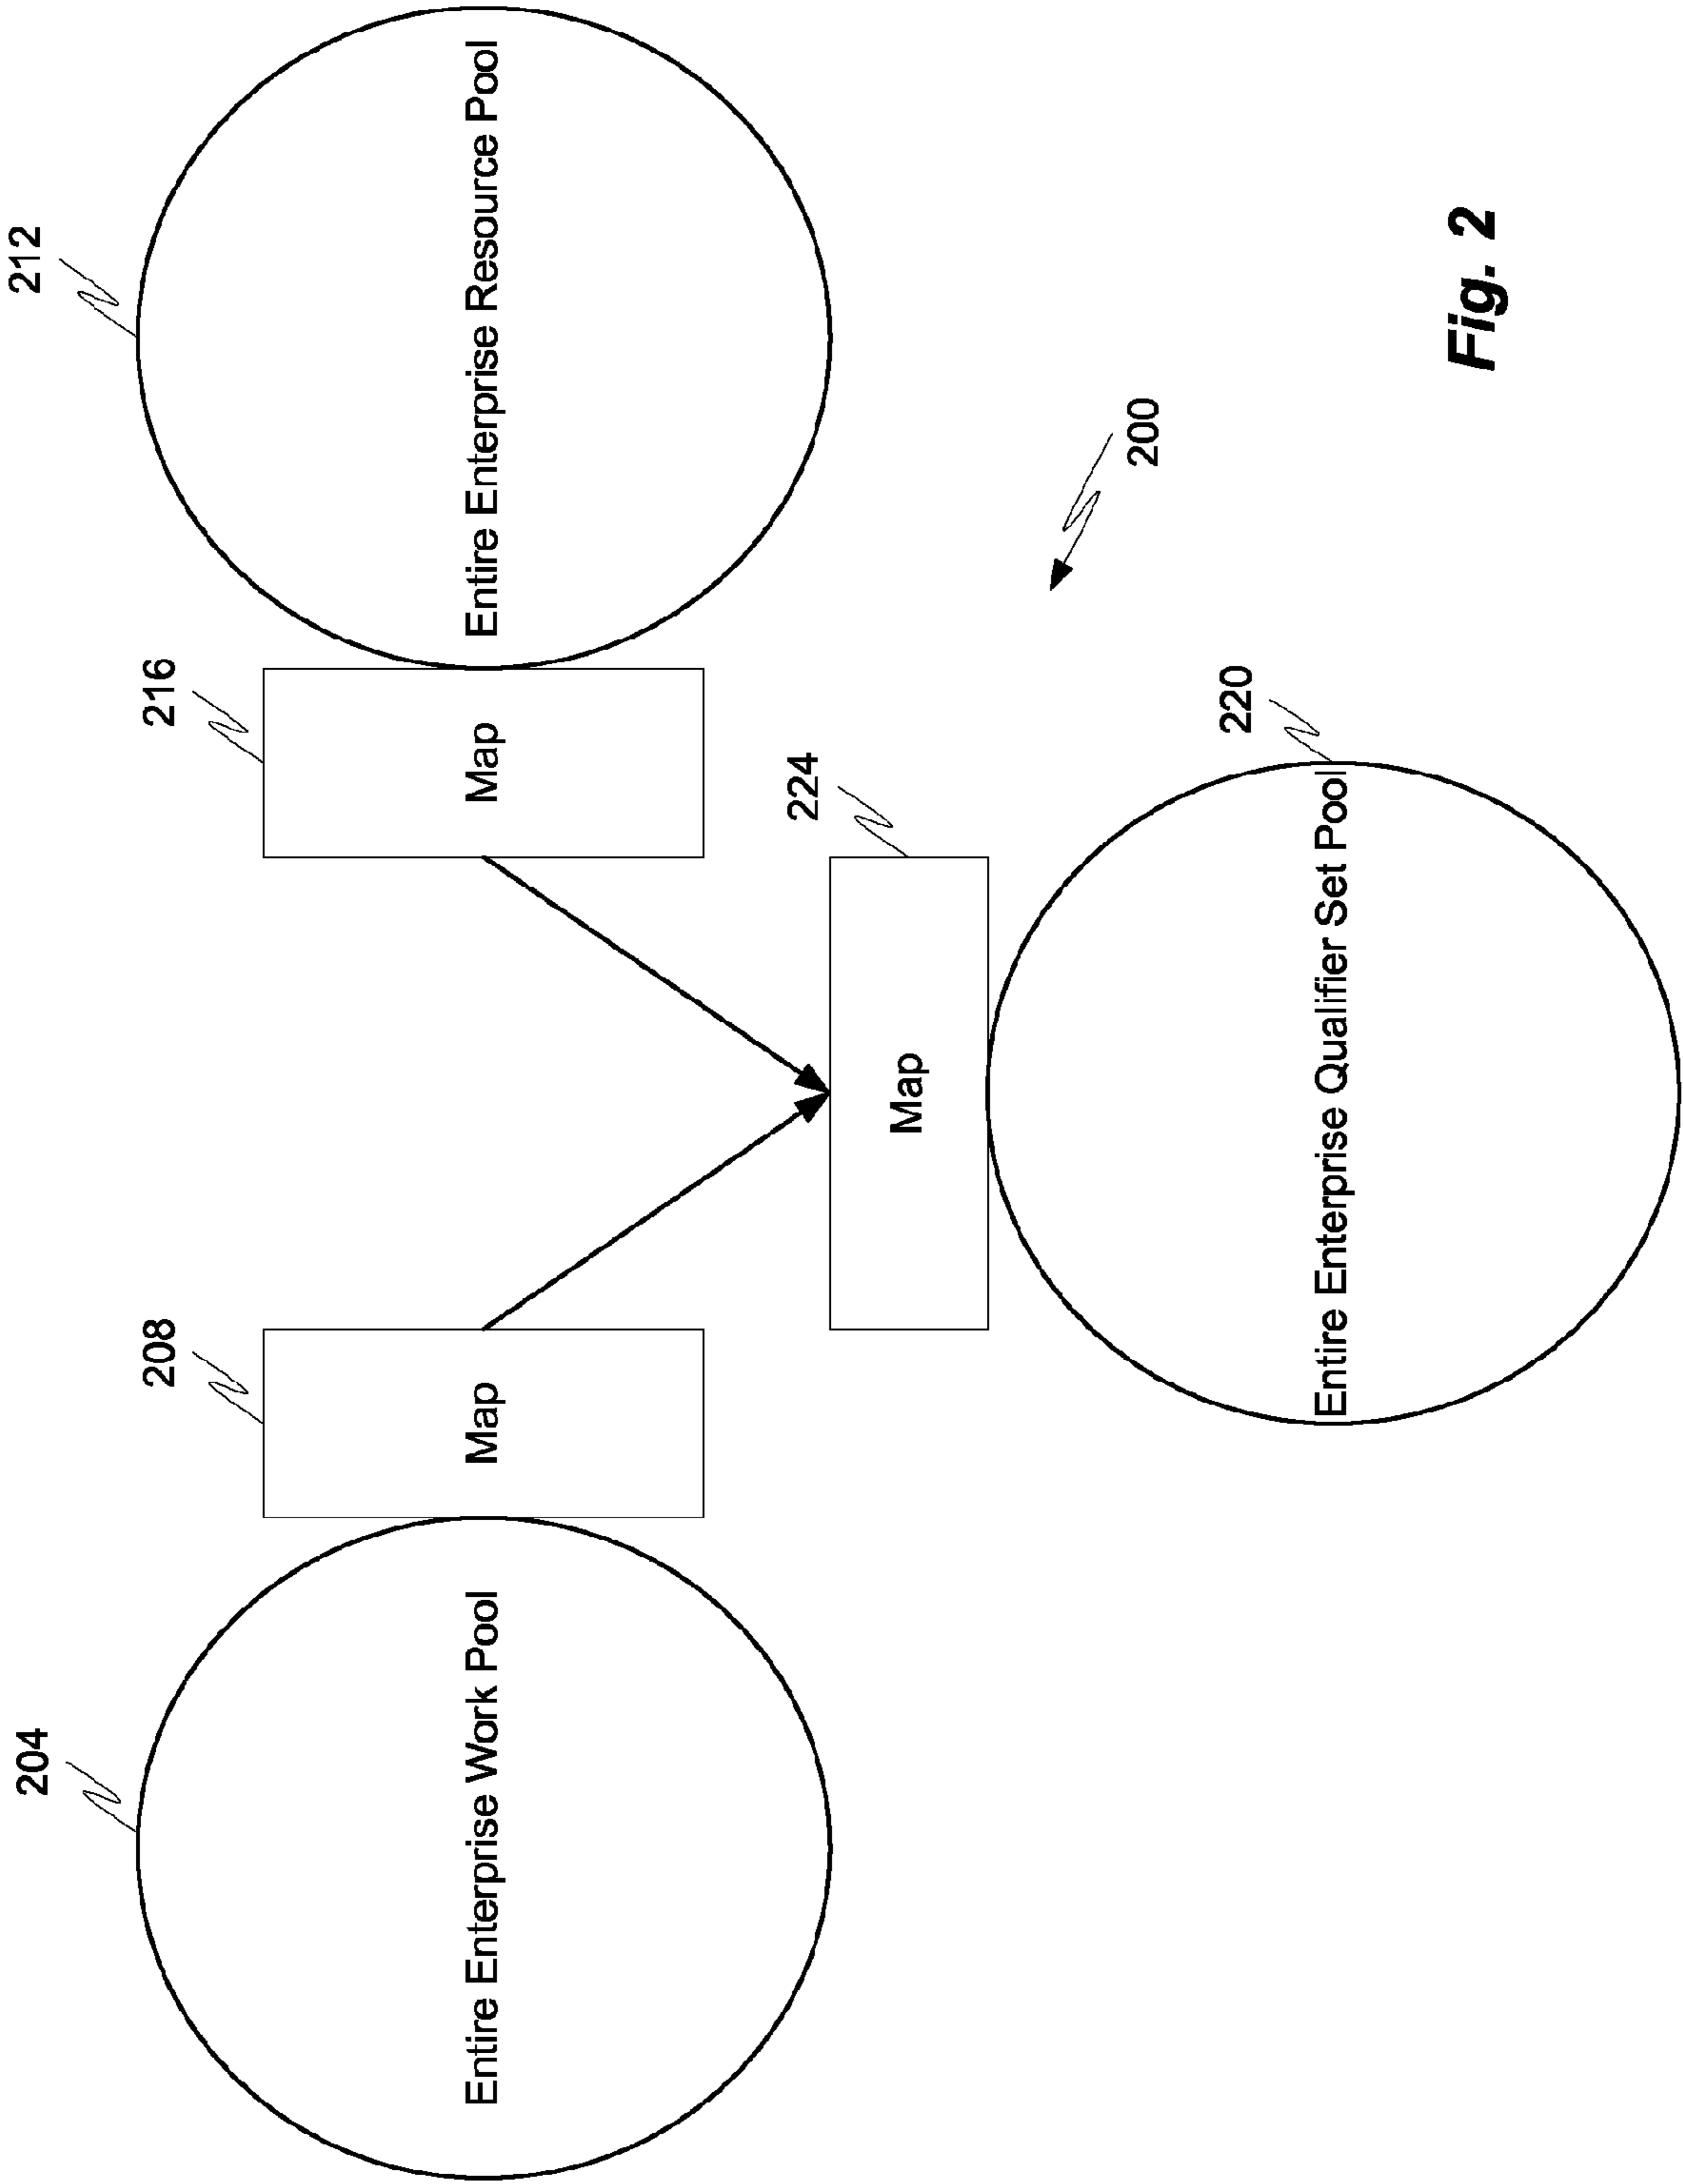 204
212
208
216
Entire Enterprise Work Pool
Map
Map
Entire Enterprise Resource Pool
224
Map
200
220
Entire Enterprise Qualifier Set Pool
Fig. 2